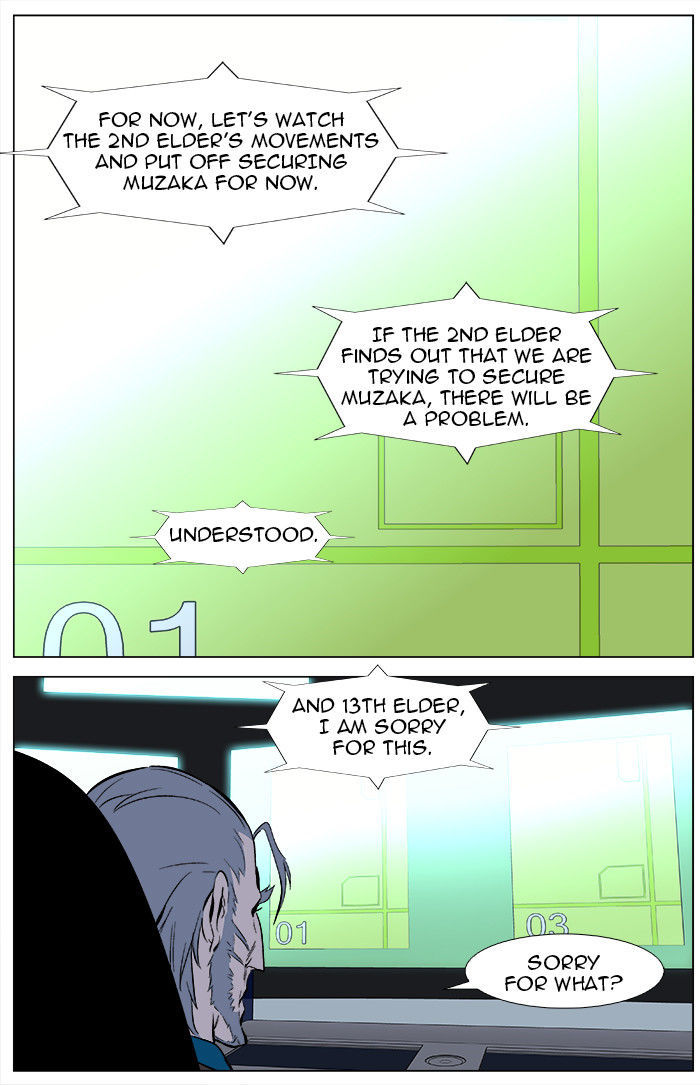 FOR NOW, LET'S WATCH
THE 2ND ELDER'S MOVEMENTS
AND PUT OFF SECURING
MUZAKA FOR NOW.
IF THE 2ND ELDER
FINDS OUT THAT WE ARE
TRYING TO SECURE
MUZAKA, THERE WILL BE
A PROBLEM.
UNDERSTOOD.
01
AND 13TH ELDER,
I AM SORRY
FOR THIS.
01
03
SORRY
FOR WHAT?